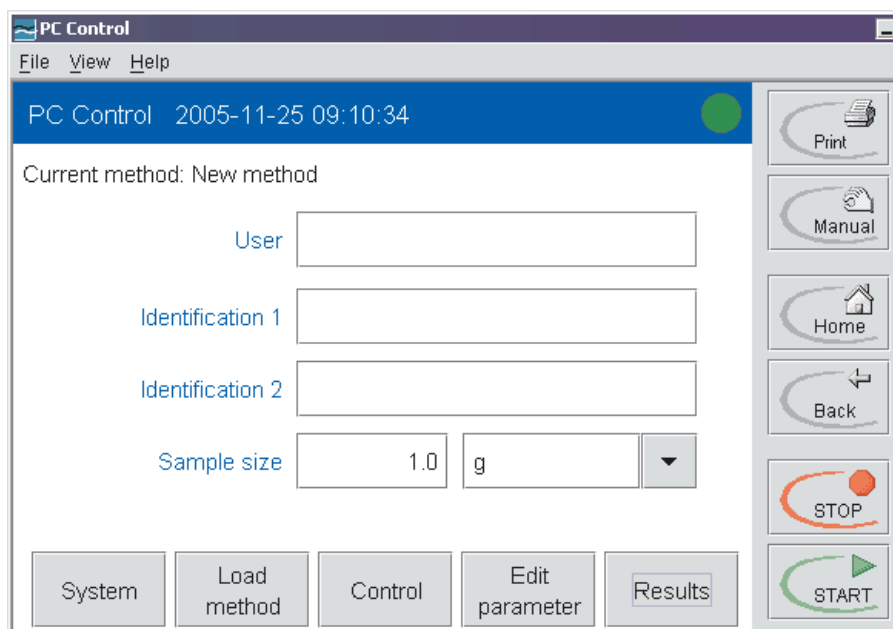 PC Control
File View Help
PC Control 2005-11-25 09:10:34
Current method: New method
User
Identification 1
Identification 2
Sample size 1.0 g
System
Load
method
Control
Edit
parameter
Results
Print
Manual
Home
Back
STOP
START